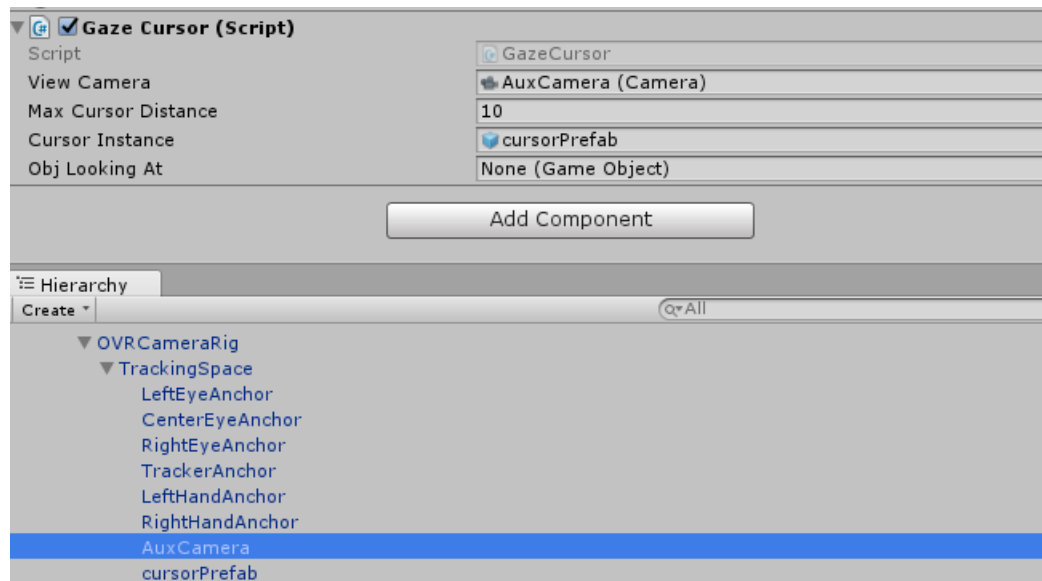 Gaze Cursor (Script)
Script GazeCursor
View Camera AuxCamera (Camera)
Max Cursor Distance 10
Cursor Instance cursorPrefab
Obj Looking At None (Game Object)
Add Component
Hierarchy
Create All
OVRCameraRig
TrackingSpace
LeftEyeAnchor
CenterEyeAnchor
RightEyeAnchor
TrackerAnchor
LeftHandAnchor
RightHandAnchor
AuxCamera
cursorPrefab